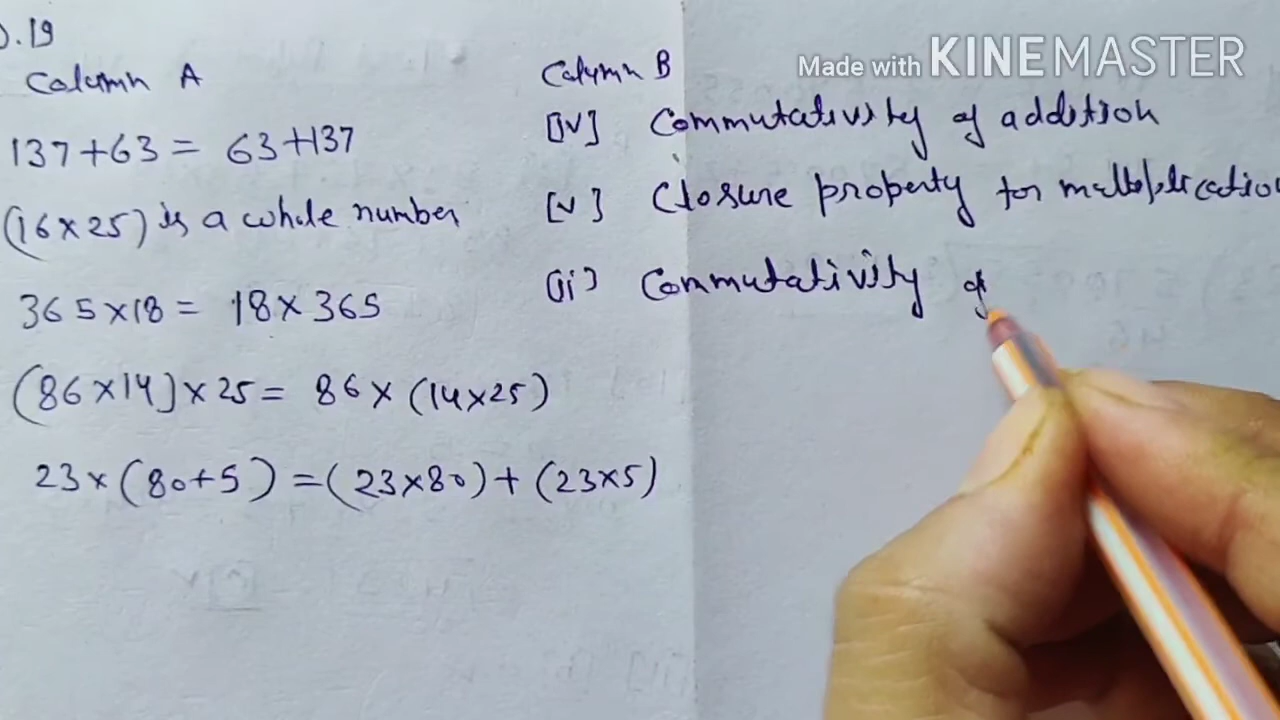 Q.19
Column A
Column B
Made with KINEMASTER
137+63 = 63+137
[IV] Commutativity of addition
(16×25) is a whole number
[V] Closure property for multiplication
365×18 = 18×365
[ii] Commutativity of
(86×14)×25 = 86×(14×25)
23×(80+5) = (23×80)+(23×5)